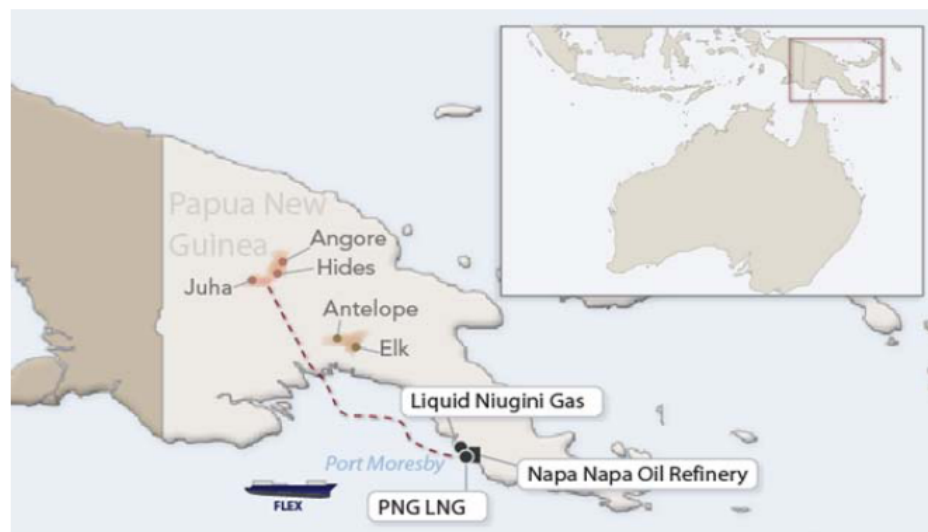 Papua New
Guinea
Angore
Hides
Juha
Antelope
Elk
Liquid Niugini Gas
Port Moresby
Napa Napa Oil Refinery
PNG LNG
FLEX